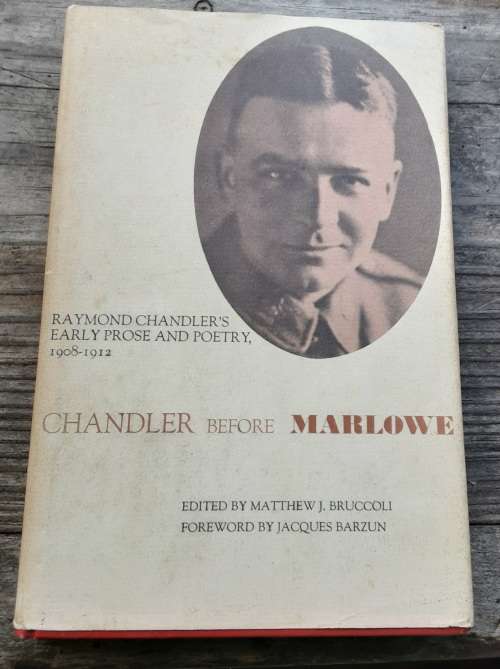 RAYMOND CHANDLER'S
EARLY PROSE AND POETRY,
1908-1912
CHANDLER BEFORE MARLOWE
EDITED BY MATTHEW J. BRUCCOLI
FOREWORD BY JACQUES BARZUN